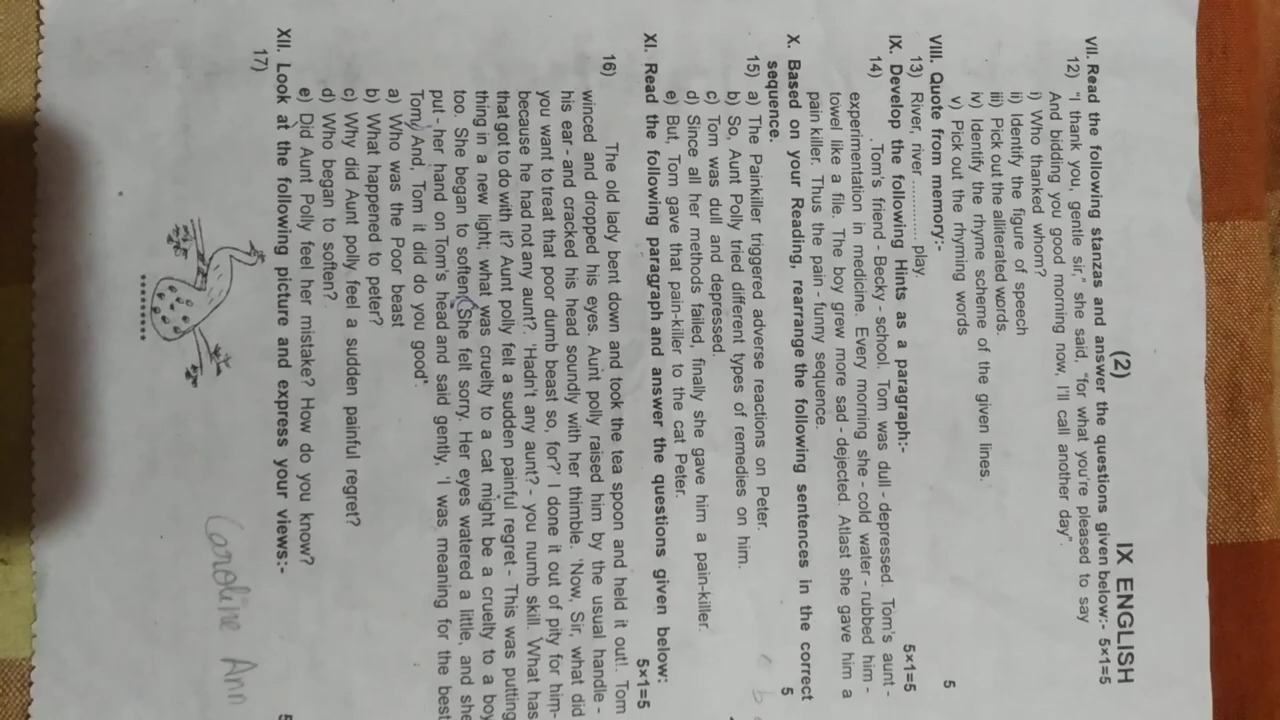 (2)
IX ENGLISH
VII. Read the following stanzas and answer the questions given below:- 5x1=5
12) "I thank you, gentle sir," she said, "for what you're pleased to say
And bidding you good morning now, I'll call another day".
i) Who thanked whom?
ii) Identify the figure of speech
iii) Pick out the alliterated words.
iv) Identify the rhyme scheme of the given lines.
v) Pick out the rhyming words
VIII. Quote from memory:- 5
13) River, river ............ play.
IX. Develop the following Hints as a paragraph:- 5x1=5
14) Tom's friend - Becky - school. Tom was dull - depressed. Tom's aunt -
experimentation in medicine. Every morning she - cold water - rubbed him -
towel like a file. The boy grew more sad - dejected. Atlast she gave him a
pain killer. Thus the pain - funny sequence.
X. Based on your Reading, rearrange the following sentences in the correct
sequence. 5
15) a) The Painkiller triggered adverse reactions on Peter.
b) So, Aunt Polly tried different types of remedies on him.
c) Tom was dull and depressed.
d) Since all her methods failed, finally she gave him a pain-killer.
e) But, Tom gave that pain-killer to the cat Peter.
XI. Read the following paragraph and answer the questions given below:
5x1=5
16) The old lady bent down and took the tea spoon and held it out!. Tom
winced and dropped his eyes. Aunt polly raised him by the usual handle -
his ear - and cracked his head soundly with her thimble. 'Now, Sir, what did
you want to treat that poor dumb beast so, for? I done it out of pity for him-
because he had not any aunt?. 'Hadn't any aunt? - you numb skill. What has
that got to do with it? Aunt polly felt a sudden painful regret - This was putting
thing in a new light; what was cruelty to a cat might be a cruelty to a boy
too. She began to soften, She felt sorry. Her eyes watered a little, and she
put - her hand on Tom's head and said gently, 'I was meaning for the best
Tom, And, Tom it did do you good'.
a) Who was the Poor beast
b) What happened to peter?
c) Why did Aunt polly feel a sudden painful regret?
d) Who began to soften?
e) Did Aunt Polly feel her mistake? How do you know?
XII. Look at the following picture and express your views:- 5
17)
*******
Caroline Ann